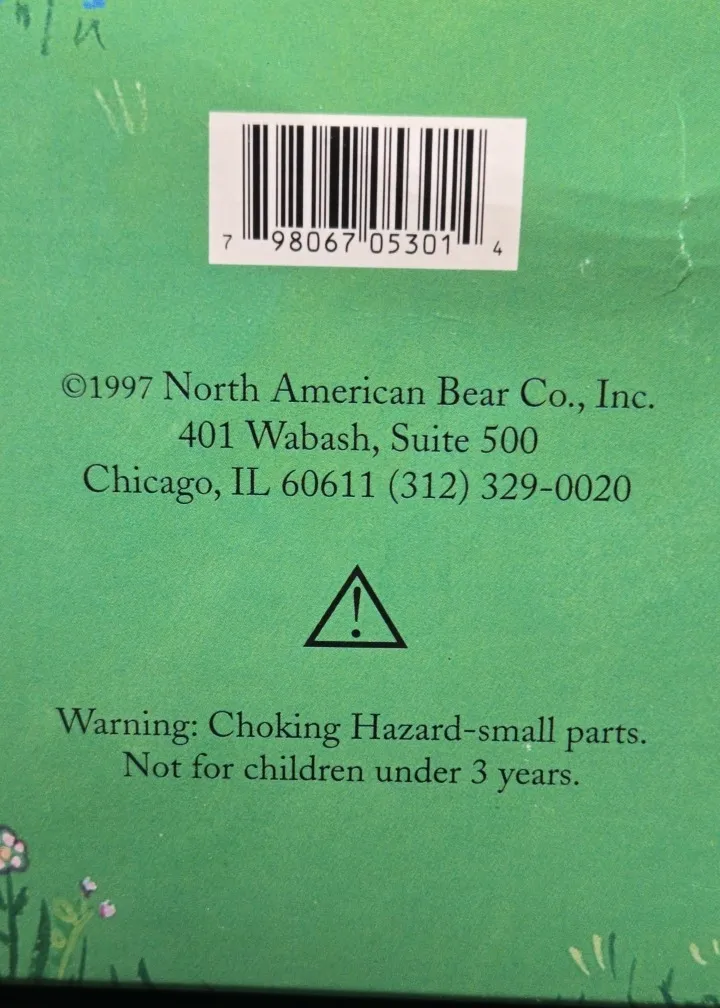 7 98067 05301 4
©1997 North American Bear Co., Inc.
401 Wabash, Suite 500
Chicago, IL 60611 (312) 329-0020
!
Warning: Choking Hazard-small parts.
Not for children under 3 years.